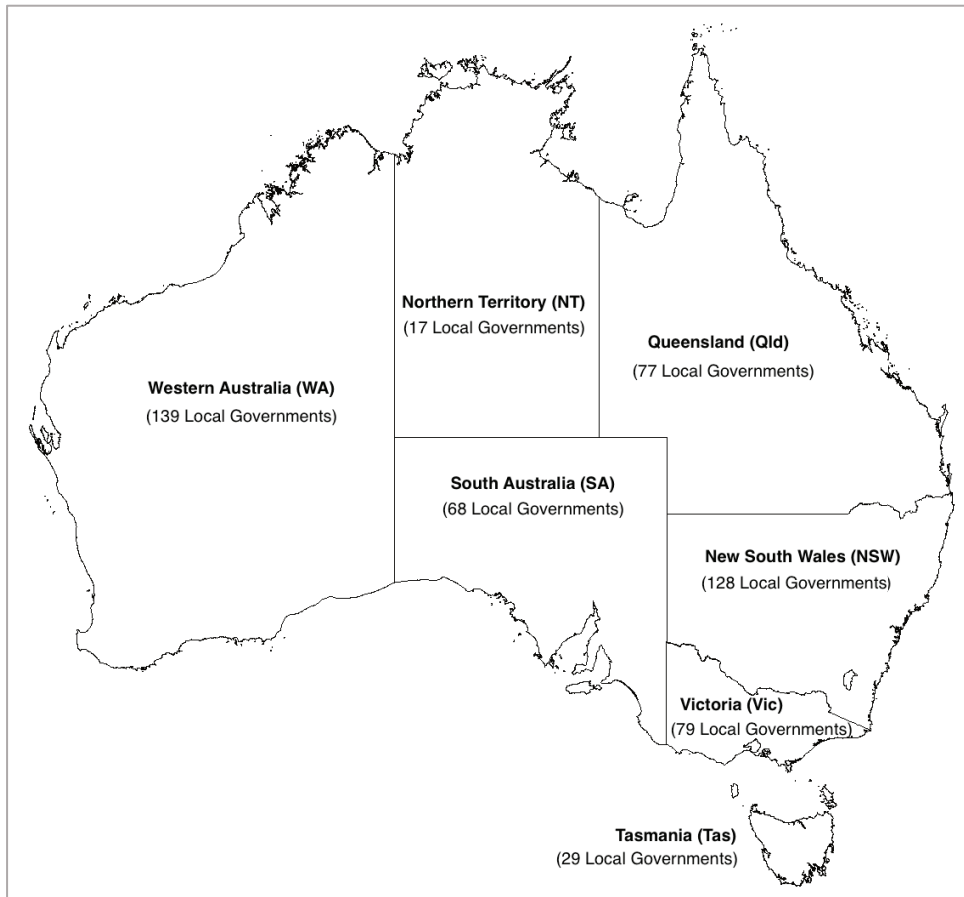 Northern Territory (NT)
(17 Local Governments)
Queensland (Qld)
(77 Local Governments)
Western Australia (WA)
(139 Local Governments)
South Australia (SA)
(68 Local Governments)
New South Wales (NSW)
(128 Local Governments)
Victoria (Vic)
(79 Local Governments)
Tasmania (Tas)
(29 Local Governments)